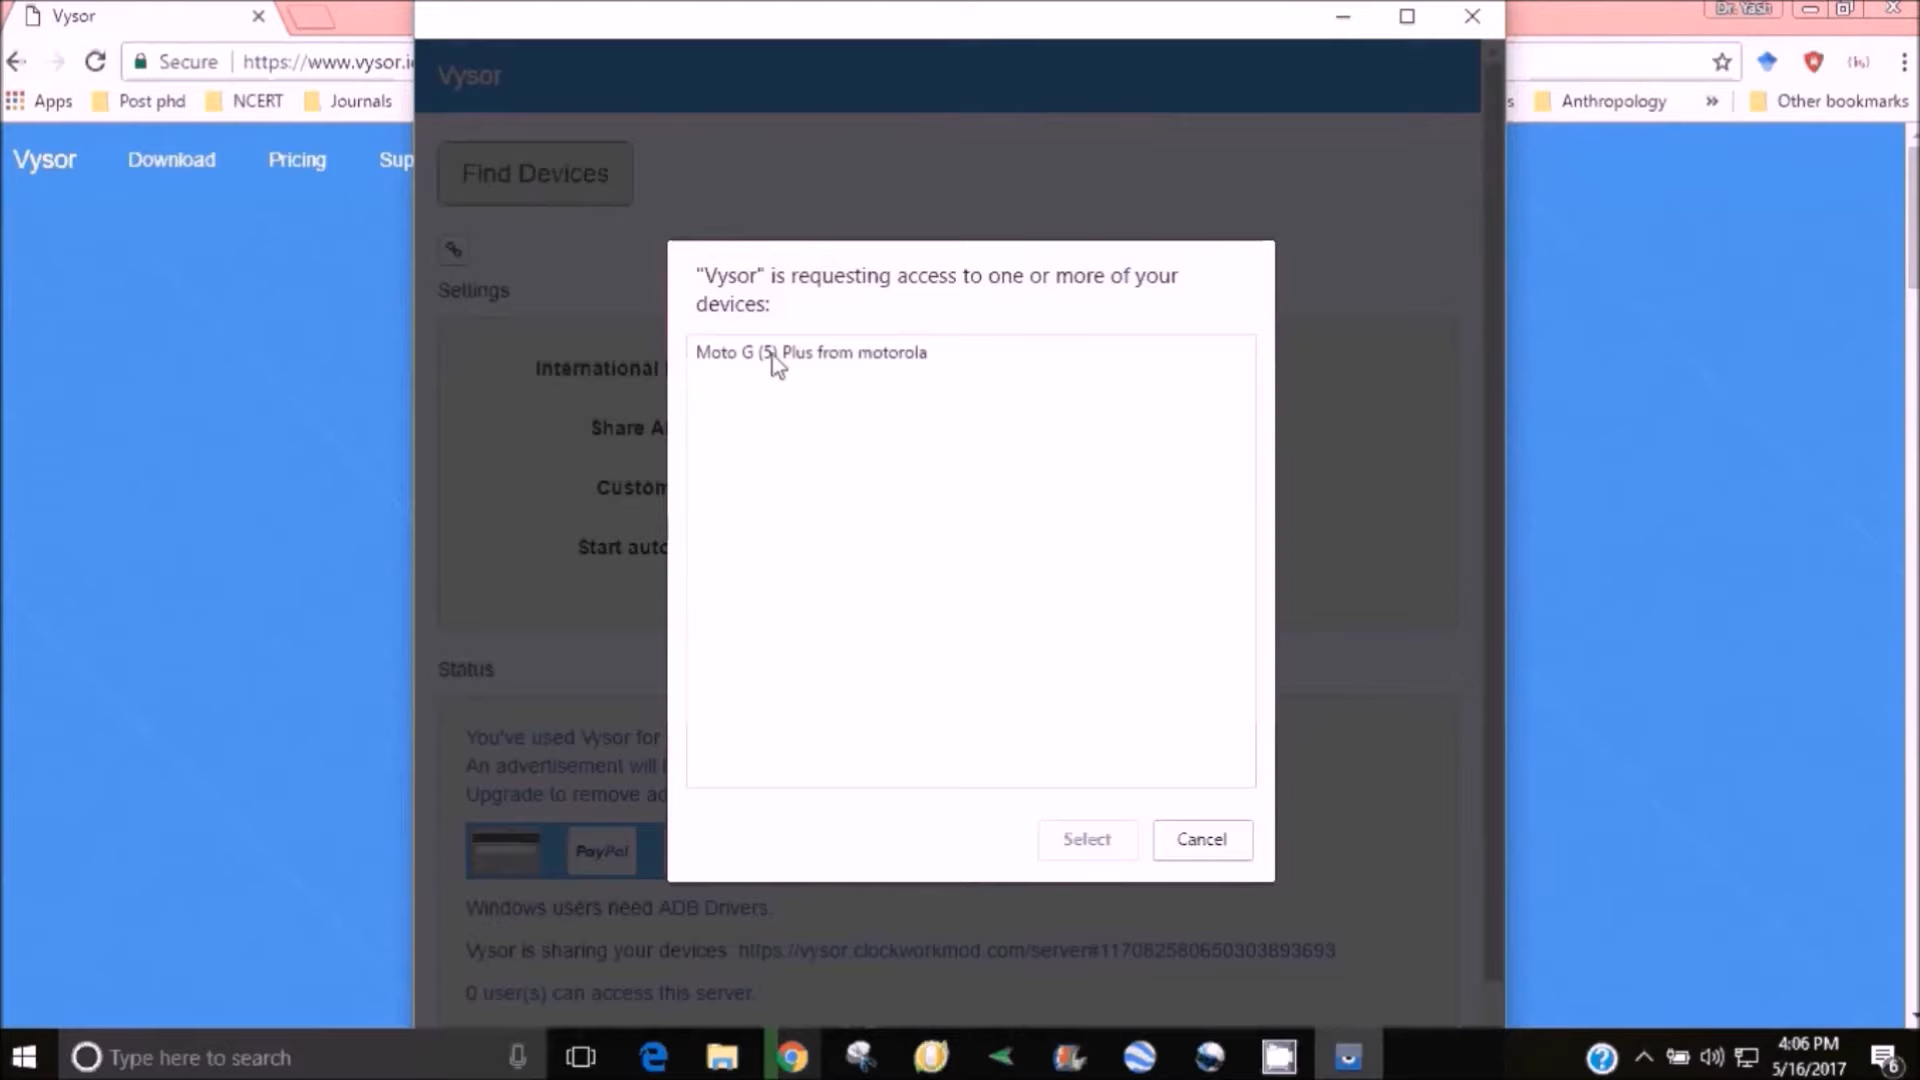 Vysor
Dr. Yash
Secure
https://www.vysor.i
Apps
Post phd
NCERT
Journals
s
Anthropology
»
Other bookmarks
Vysor
Download
Pricing
Sup
Vysor
Find Devices
Settings
International
Share A
Custom
Start auto
Status
You've used Vysor for
An advertisement will
Upgrade to remove ad
PayPal
Windows users need ADB Drivers.
Vysor is sharing your devices https://vysor.clockworkmod.com/server#117082580650303893693
0 user(s) can access this server.
"Vysor" is requesting access to one or more of your
devices:
Moto G (5) Plus from motorola
Select
Cancel
Type here to search
4:06 PM
5/16/2017
6